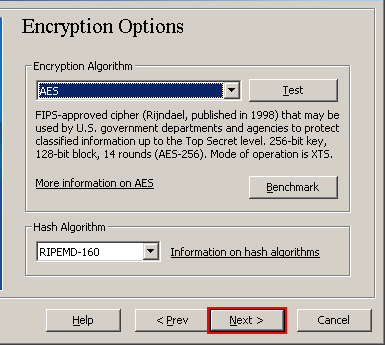 Encryption Options
Encryption Algorithm
AES
Test
FIPS-approved cipher (Rijndael, published in 1998) that may be
used by U.S. government departments and agencies to protect
classified information up to the Top Secret level. 256-bit key,
128-bit block, 14 rounds (AES-256). Mode of operation is XTS.
More information on AES
Benchmark
Hash Algorithm
RIPEMD-160
Information on hash algorithms
Help
< Prev
Next >
Cancel